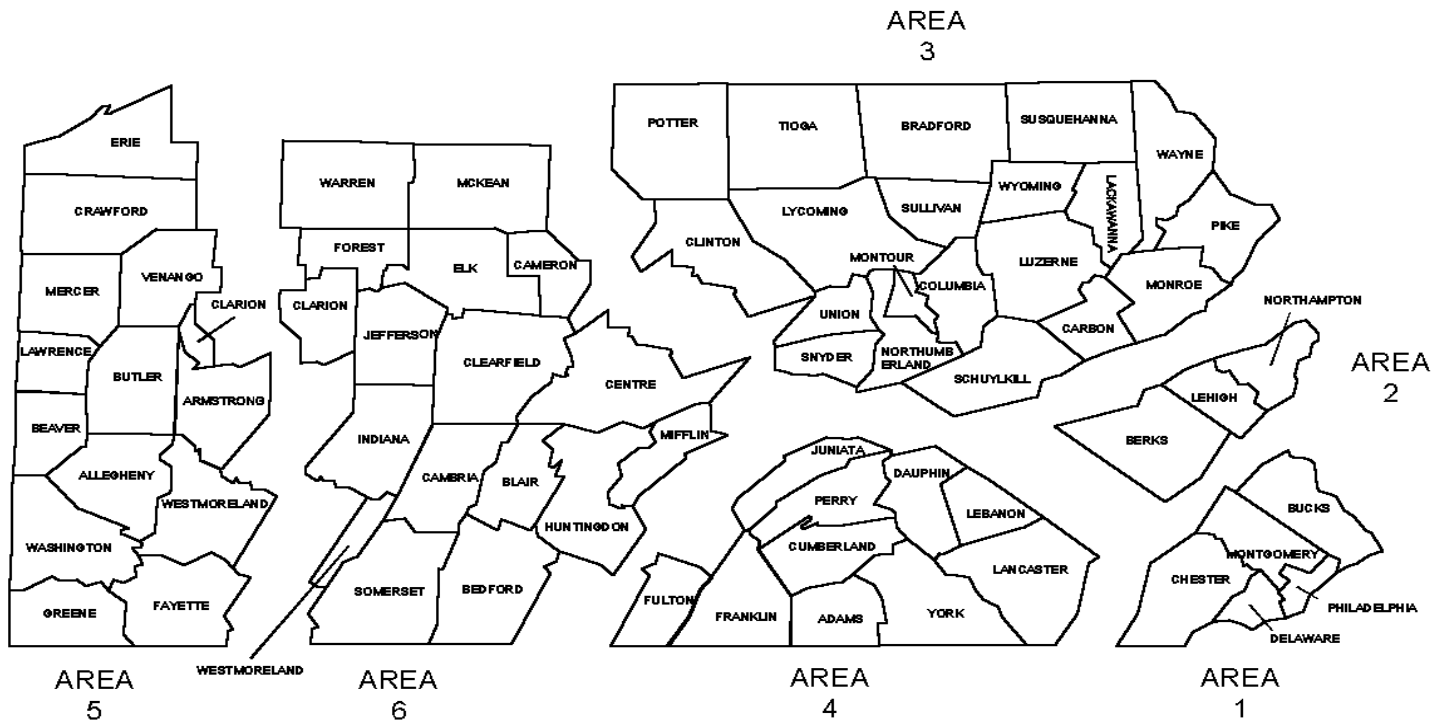 AREA
3
POTTER
TIOGA
BRADFORD
SUSQUEHANNA
WAYNE
WYOMING
LACKAWANNA
LYCOMING
SULLIVAN
CLINTON
PIKE
MONTOUR
LUZERNE
COLUMBIA
MONROE
UNION
CARBON
SNYDER
NORTHUMB
ERLAND
SCHUYLKILL
ERIE
CRAWFORD
VENANGO
MERCER
CLARION
LAWRENCE
BUTLER
ARMSTRONG
BEAVER
ALLEGHENY
WESTMORELAND
WASHINGTON
GREENE
FAYETTE
AREA
5
WARREN
MCKEAN
FOREST
ELK
CAMERON
CLARION
JEFFERSON
CLEARFIELD
CENTRE
INDIANA
MIFFLIN
CAMBRIA
BLAIR
HUNTINGDON
SOMERSET
BEDFORD
WESTMORELAND
AREA
6
JUNIATA
DAUPHIN
PERRY
LEBANON
CUMBERLAND
LANCASTER
FULTON
FRANKLIN
ADAMS
YORK
AREA
4
NORTHAMPTON
AREA
2
LEHIGH
BERKS
BUCKS
MONTGOMERY
CHESTER
PHILADELPHIA
DELAWARE
AREA
1